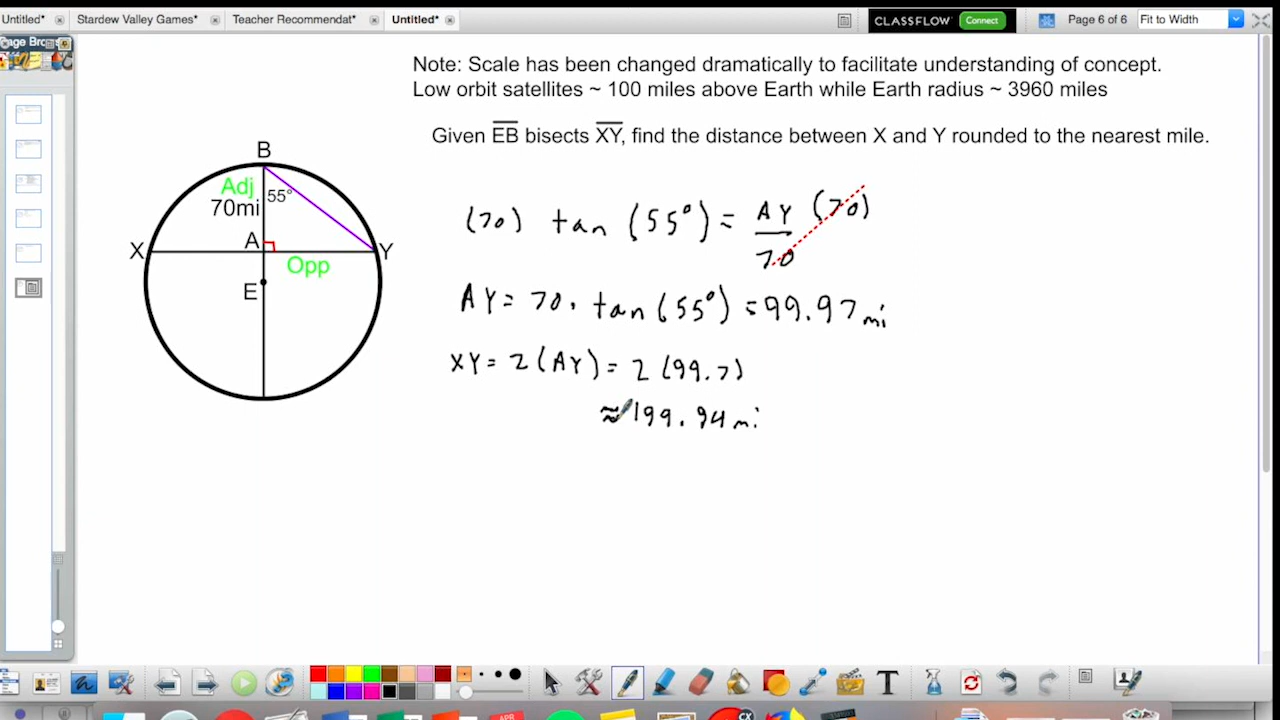 Untitled*
Stardew Valley Games*
Teacher Recommendat*
Untitled*
CLASSFLOW Connect
Page 6 of 6
Fit to Width
age Bro
Note: Scale has been changed dramatically to facilitate understanding of concept.
Low orbit satellites ~ 100 miles above Earth while Earth radius ~ 3960 miles
Given EB bisects XY, find the distance between X and Y rounded to the nearest mile.
B
Adj
55°
70mi
A
X
Y
Opp
E
(70) tan (55°) = AY (70)
70
AY = 70 · tan (55°) = 99.97 mi
XY = 2 (AY) = 2 (99.7)
≈ 199.94 mi
T
CX
APR